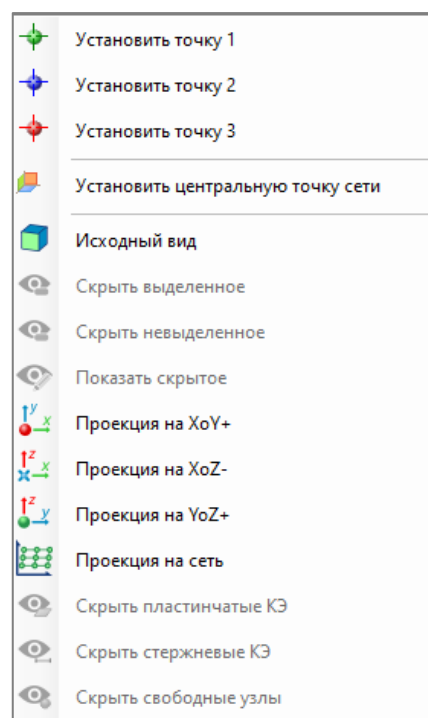 Установить точку 1
Установить точку 2
Установить точку 3
Установить центральную точку сети
Исходный вид
Скрыть выделенное
Скрыть невыделенное
Показать скрытое
y x Проекция на XoY+
z x Проекция на XoZ-
z y Проекция на YoZ+
Проекция на сеть
Скрыть пластинчатые КЭ
Скрыть стержневые КЭ
Скрыть свободные узлы